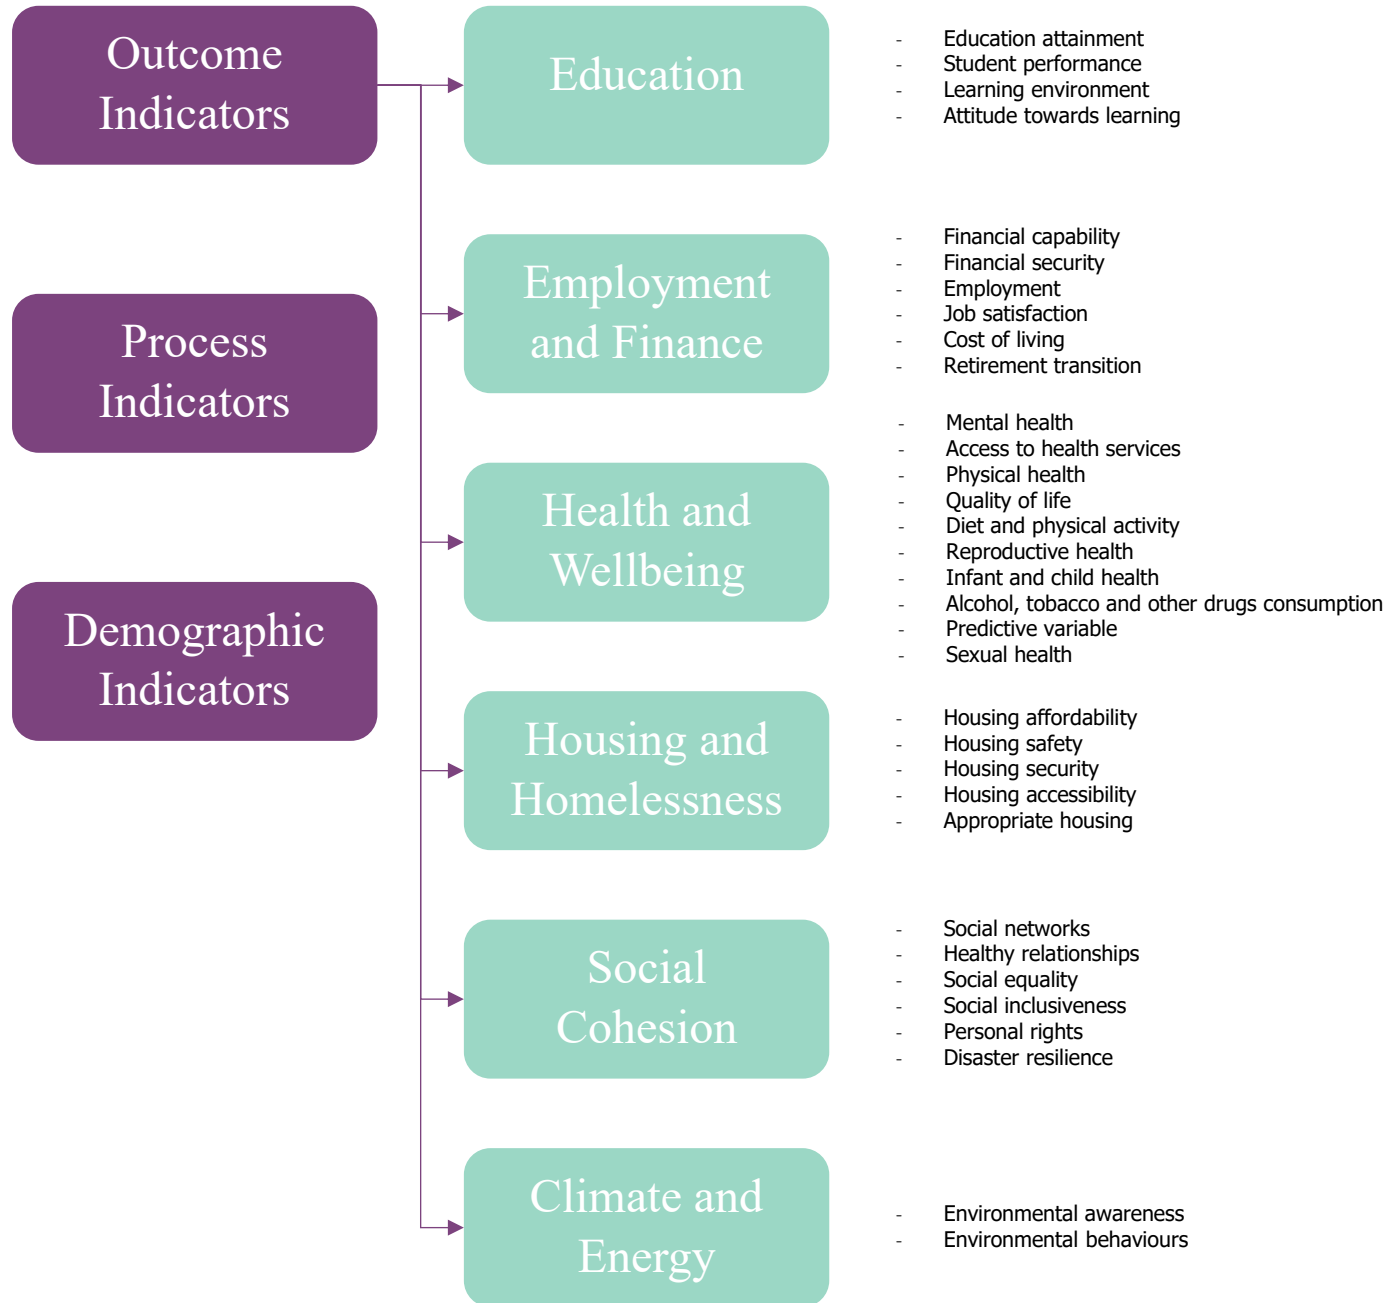 Outcome
Indicators
Process
Indicators
Demographic
Indicators
Education
- Education attainment
- Student performance
- Learning environment
- Attitude towards learning
Employment
and Finance
- Financial capability
- Financial security
- Employment
- Job satisfaction
- Cost of living
- Retirement transition
Health and
Wellbeing
- Mental health
- Access to health services
- Physical health
- Quality of life
- Diet and physical activity
- Reproductive health
- Infant and child health
- Alcohol, tobacco and other drugs consumption
- Predictive variable
- Sexual health
Housing and
Homelessness
- Housing affordability
- Housing safety
- Housing security
- Housing accessibility
- Appropriate housing
Social
Cohesion
- Social networks
- Healthy relationships
- Social equality
- Social inclusiveness
- Personal rights
- Disaster resilience
Climate and
Energy
- Environmental awareness
- Environmental behaviours